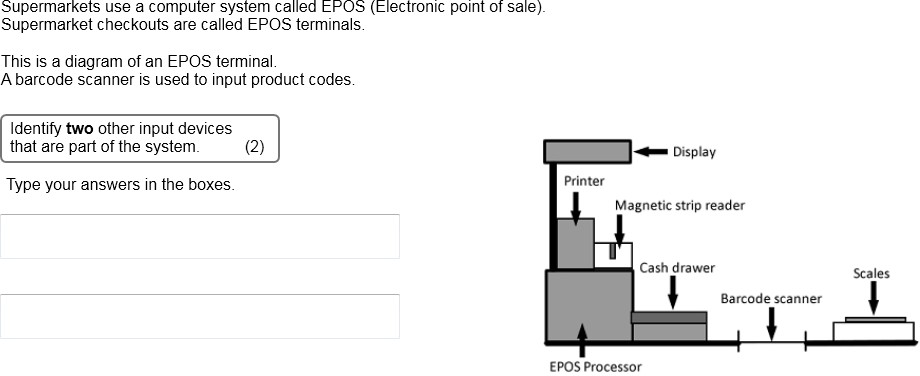 Supermarkets use a computer system called EPOS (Electronic point of sale).
Supermarket checkouts are called EPOS terminals.
This is a diagram of an EPOS terminal.
A barcode scanner is used to input product codes.
Identify two other input devices
that are part of the system. (2)
Type your answers in the boxes.
Display
Printer
Magnetic strip reader
Cash drawer
Scales
Barcode scanner
EPOS Processor